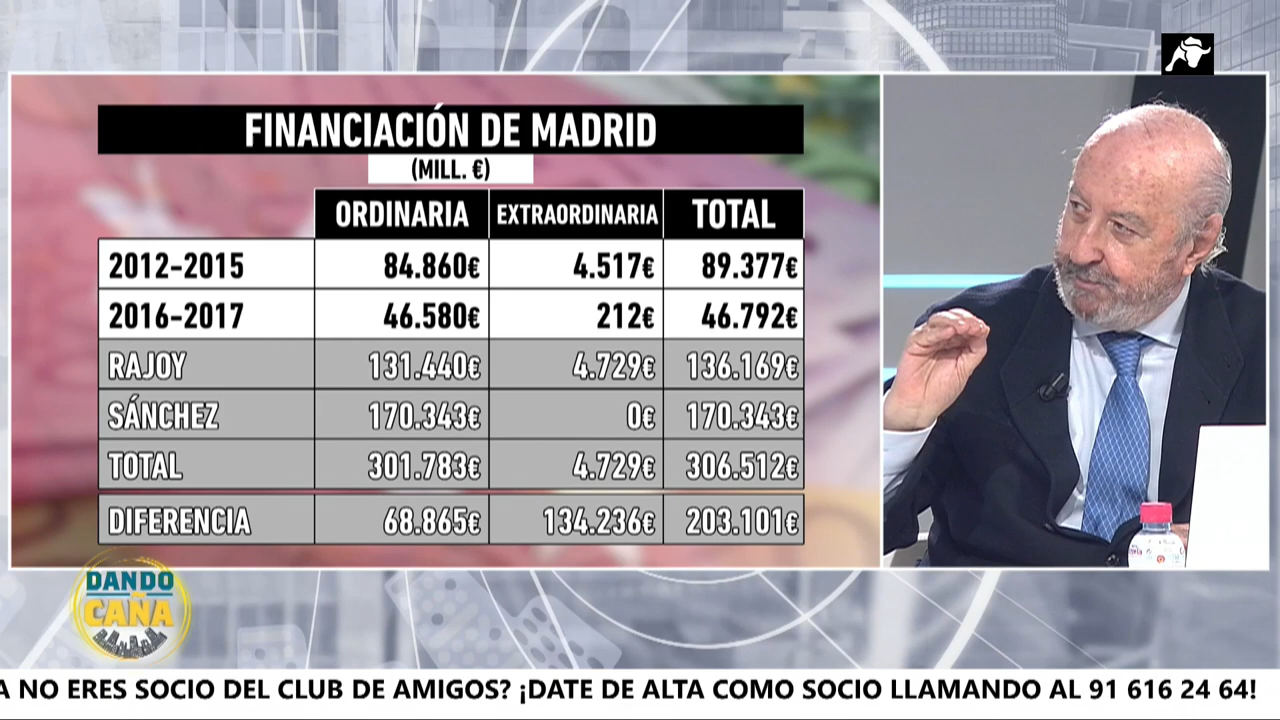 FINANCIACIÓN DE MADRID
(MILL. €)
ORDINARIA EXTRAORDINARIA TOTAL
2012-2015 84.860€ 4.517€ 89.377€
2016-2017 46.580€ 212€ 46.792€
RAJOY 131.440€ 4.729€ 136.169€
SÁNCHEZ 170.343€ 0€ 170.343€
TOTAL 301.783€ 4.729€ 306.512€
DIFERENCIA 68.865€ 134.236€ 203.101€
DANDO
CAÑA
A NO ERES SOCIO DEL CLUB DE AMIGOS? ¡DATE DE ALTA COMO SOCIO LLAMANDO AL 91 616 24 64!